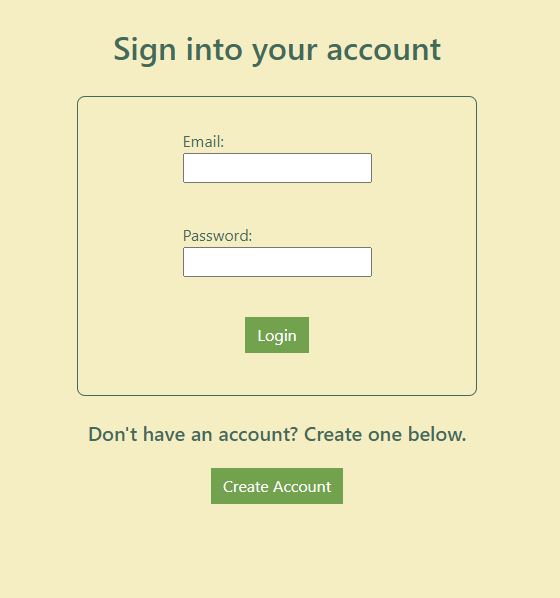 Sign into your account
Email:
Password:
Login
Don't have an account? Create one below.
Create Account